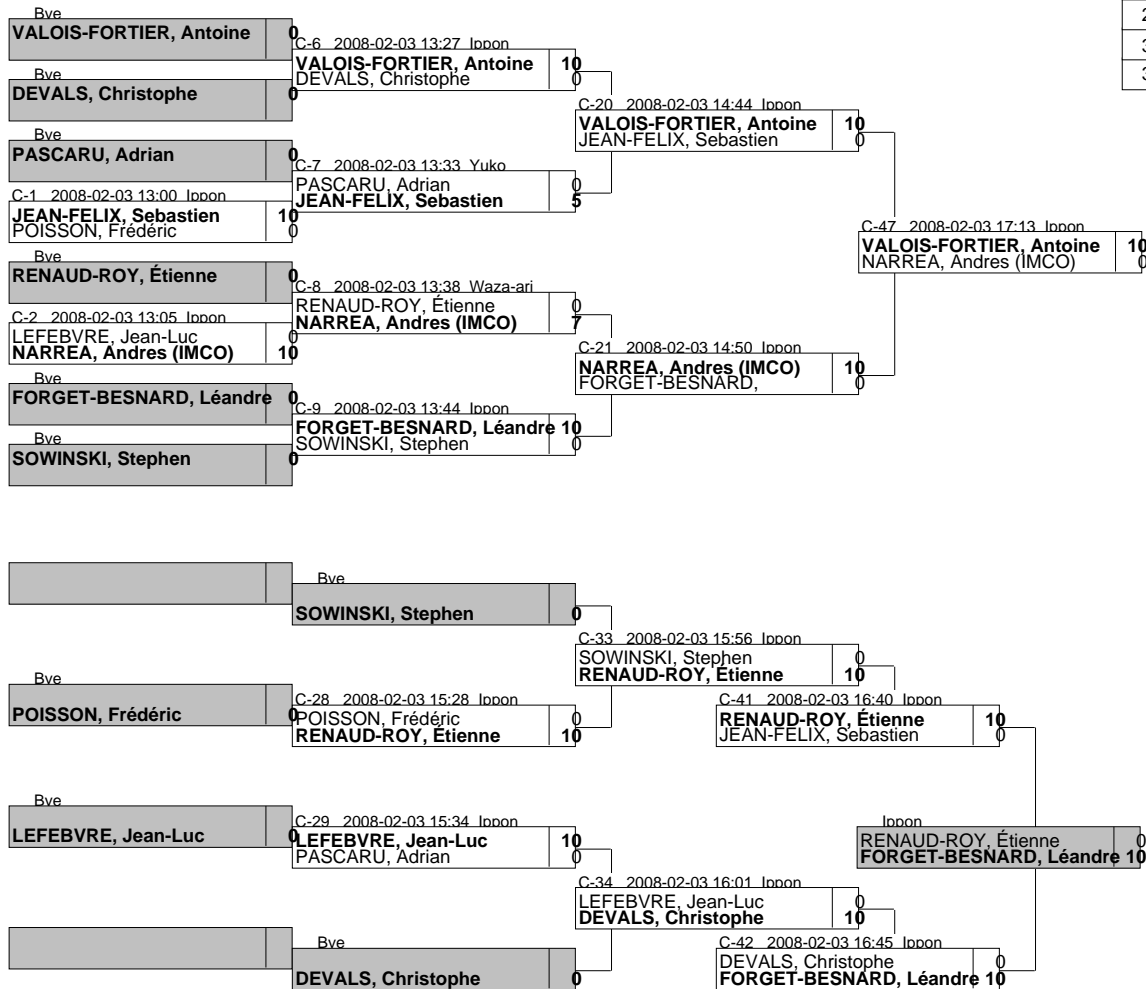 Bye
VALOIS-FORTIER, Antoine 0
Bye
DEVALS, Christophe 0
Bye
PASCARU, Adrian 0
C-1 2008-02-03 13:00 Ippon
JEAN-FELIX, Sebastien 10
POISSON, Frédéric 0
Bye
RENAUD-ROY, Étienne 0
C-2 2008-02-03 13:05 Ippon
LEFEBVRE, Jean-Luc 0
NARREA, Andres (IMCO) 10
Bye
FORGET-BESNARD, Léandre 0
Bye
SOWINSKI, Stephen 0
C-6 2008-02-03 13:27 Ippon
VALOIS-FORTIER, Antoine 10
DEVALS, Christophe 0
C-7 2008-02-03 13:33 Yuko
PASCARU, Adrian 0
JEAN-FELIX, Sebastien 5
C-8 2008-02-03 13:38 Waza-ari
RENAUD-ROY, Étienne 0
NARREA, Andres (IMCO) 7
C-9 2008-02-03 13:44 Ippon
FORGET-BESNARD, Léandre 10
SOWINSKI, Stephen 0
C-20 2008-02-03 14:44 Ippon
VALOIS-FORTIER, Antoine 10
JEAN-FELIX, Sebastien 0
C-21 2008-02-03 14:50 Ippon
NARREA, Andres (IMCO) 10
FORGET-BESNARD, 0
C-47 2008-02-03 17:13 Ippon
VALOIS-FORTIER, Antoine 10
NARREA, Andres (IMCO) 0
2
3
3
Bye
POISSON, Frédéric 0
Bye
LEFEBVRE, Jean-Luc 0
Bye
SOWINSKI, Stephen 0
C-28 2008-02-03 15:28 Ippon
POISSON, Frédéric 0
RENAUD-ROY, Étienne 10
C-29 2008-02-03 15:34 Ippon
LEFEBVRE, Jean-Luc 10
PASCARU, Adrian 0
Bye
DEVALS, Christophe 0
C-33 2008-02-03 15:56 Ippon
SOWINSKI, Stephen 0
RENAUD-ROY, Étienne 10
C-34 2008-02-03 16:01 Ippon
LEFEBVRE, Jean-Luc 0
DEVALS, Christophe 10
C-41 2008-02-03 16:40 Ippon
RENAUD-ROY, Étienne 10
JEAN-FELIX, Sebastien 0
C-42 2008-02-03 16:45 Ippon
DEVALS, Christophe 0
FORGET-BESNARD, Léandre 10
Ippon
RENAUD-ROY, Étienne 0
FORGET-BESNARD, Léandre 10